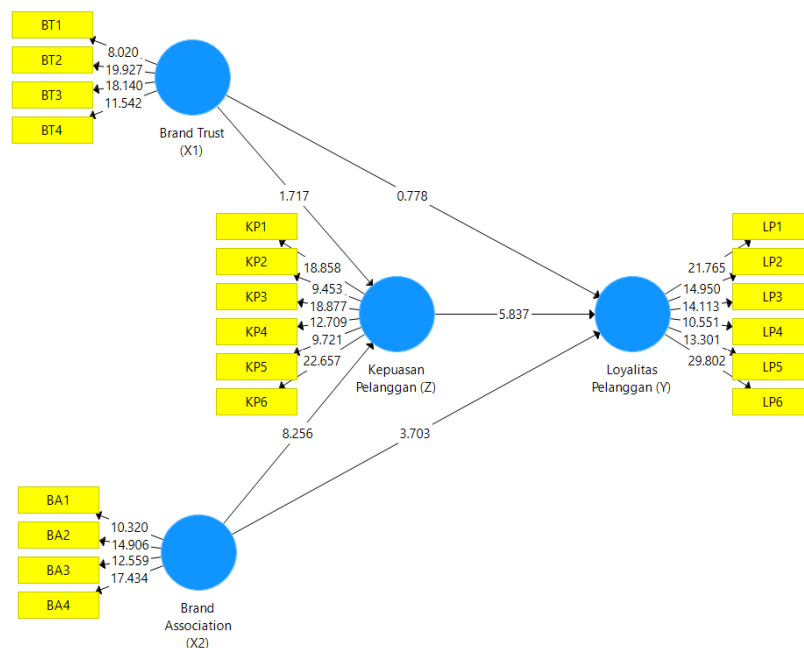 BT1
BT2
BT3
BT4
8.020
19.927
18.140
11.542
Brand Trust
(X1)
1.717
0.778
KP1
KP2
KP3
KP4
KP5
KP6
18.858
9.453
18.877
12.709
9.721
22.657
Kepuasan
Pelanggan (Z)
5.837
LP1
LP2
LP3
LP4
LP5
LP6
21.765
14.950
14.113
10.551
13.301
29.802
Loyalitas
Pelanggan (Y)
8.256
3.703
BA1
BA2
BA3
BA4
10.320
14.906
12.559
17.434
Brand
Association
(X2)